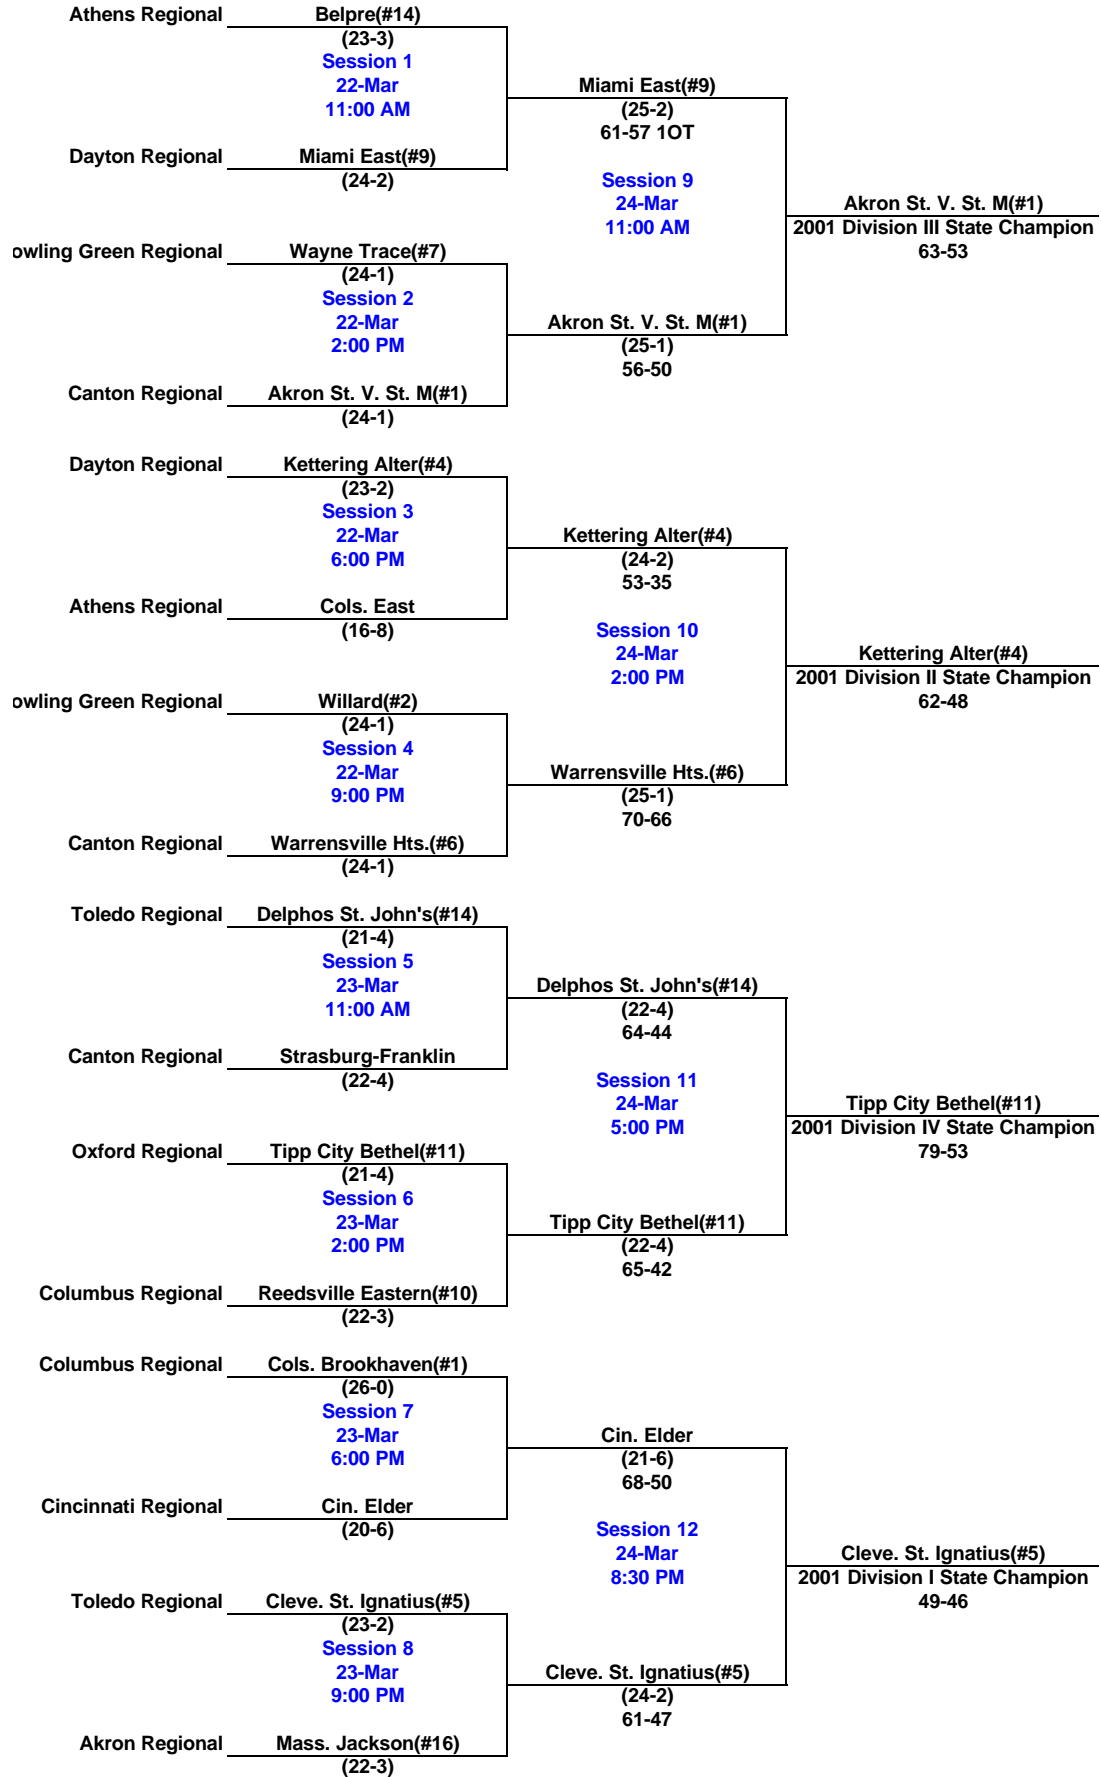 Athens Regional Belpre(#14)
(23-3)
Session 1
22-Mar
11:00 AM
Miami East(#9)
(25-2)
61-57 1OT
Dayton Regional Miami East(#9)
(24-2)
Session 9
24-Mar
11:00 AM
Akron St. V. St. M(#1)
2001 Division III State Champion
63-53
owling Green Regional Wayne Trace(#7)
(24-1)
Session 2
22-Mar
2:00 PM
Akron St. V. St. M(#1)
(25-1)
56-50
Canton Regional Akron St. V. St. M(#1)
(24-1)
Dayton Regional Kettering Alter(#4)
(23-2)
Session 3
22-Mar
6:00 PM
Kettering Alter(#4)
(24-2)
53-35
Athens Regional Cols. East
(16-8)
Session 10
24-Mar
2:00 PM
Kettering Alter(#4)
2001 Division II State Champion
62-48
owling Green Regional Willard(#2)
(24-1)
Session 4
22-Mar
9:00 PM
Warrensville Hts.(#6)
(25-1)
70-66
Canton Regional Warrensville Hts.(#6)
(24-1)
Toledo Regional Delphos St. John's(#14)
(21-4)
Session 5
23-Mar
11:00 AM
Delphos St. John's(#14)
(22-4)
64-44
Canton Regional Strasburg-Franklin
(22-4)
Session 11
24-Mar
5:00 PM
Tipp City Bethel(#11)
2001 Division IV State Champion
79-53
Oxford Regional Tipp City Bethel(#11)
(21-4)
Session 6
23-Mar
2:00 PM
Tipp City Bethel(#11)
(22-4)
65-42
Columbus Regional Reedsville Eastern(#10)
(22-3)
Columbus Regional Cols. Brookhaven(#1)
(26-0)
Session 7
23-Mar
6:00 PM
Cin. Elder
(21-6)
68-50
Cincinnati Regional Cin. Elder
(20-6)
Session 12
24-Mar
8:30 PM
Cleve. St. Ignatius(#5)
2001 Division I State Champion
49-46
Toledo Regional Cleve. St. Ignatius(#5)
(23-2)
Session 8
23-Mar
9:00 PM
Cleve. St. Ignatius(#5)
(24-2)
61-47
Akron Regional Mass. Jackson(#16)
(22-3)